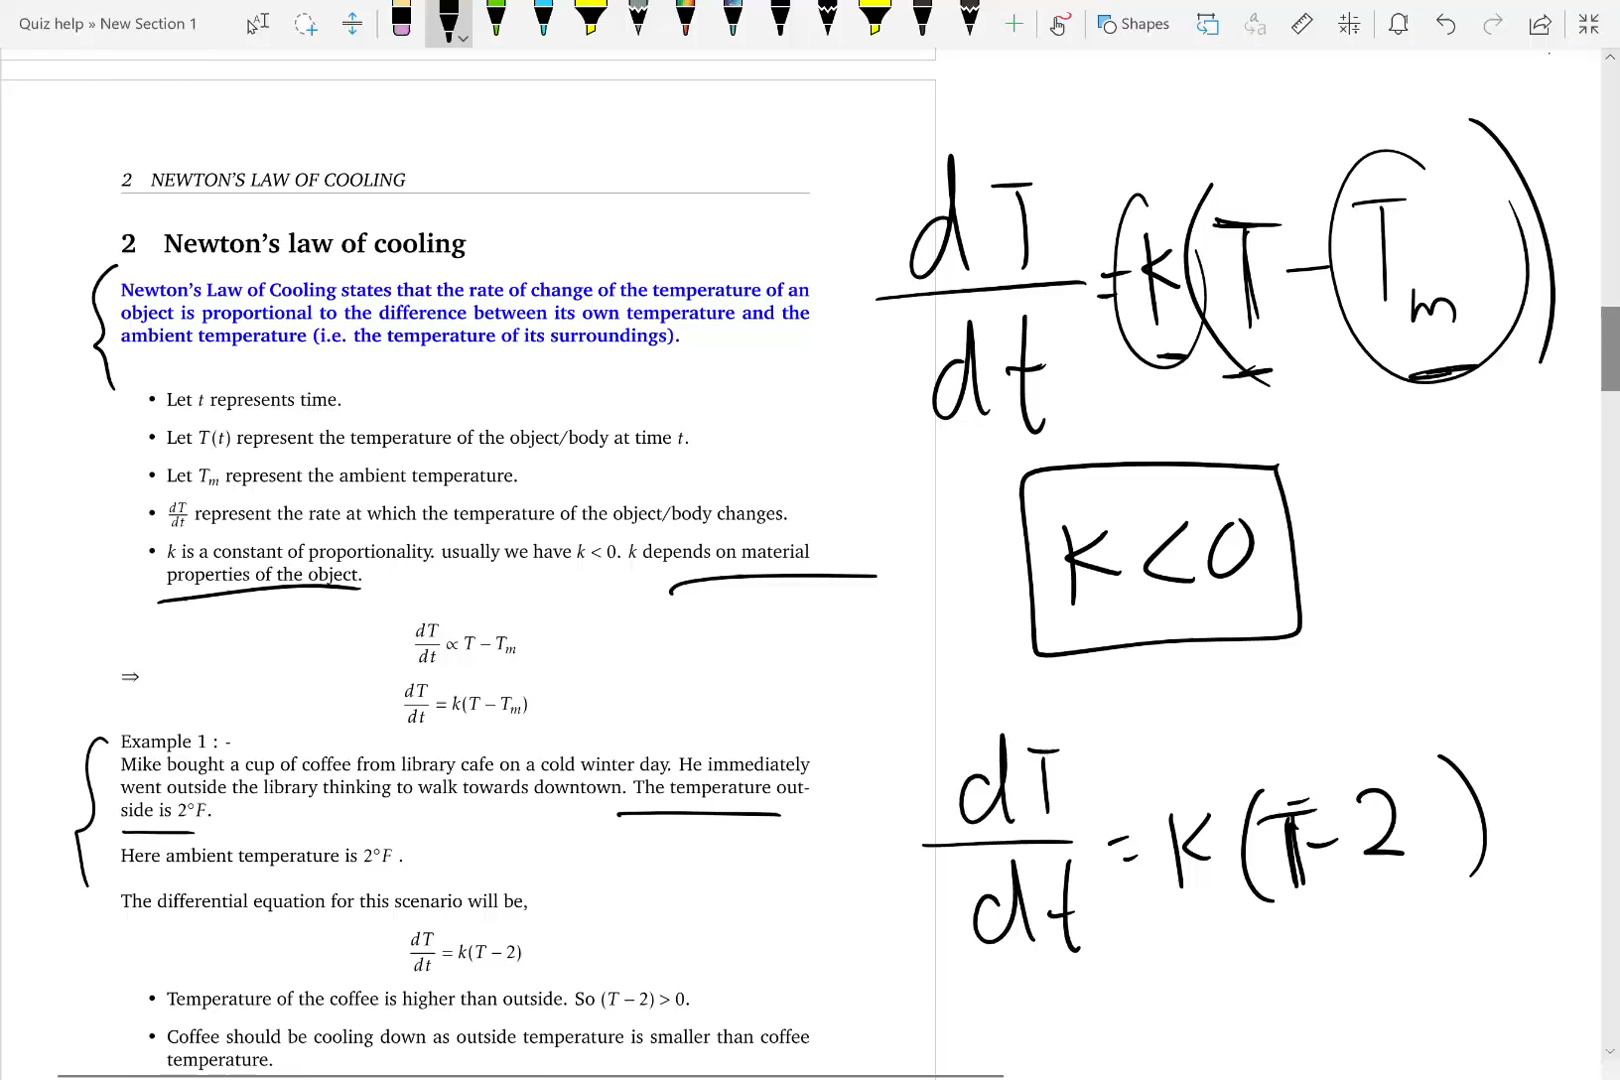 Quiz help » New Section 1
Shapes
2 NEWTON'S LAW OF COOLING
2 Newton's law of cooling
Newton's Law of Cooling states that the rate of change of the temperature of an
object is proportional to the difference between its own temperature and the
ambient temperature (i.e. the temperature of its surroundings).
• Let t represents time.
• Let T(t) represent the temperature of the object/body at time t.
• Let Tₘ represent the ambient temperature.
• dT/dt represent the rate at which the temperature of the object/body changes.
• k is a constant of proportionality. usually we have k < 0. k depends on material
properties of the object.
dT/dt ∝ T − Tₘ
⇒
dT/dt = k(T − Tₘ)
Example 1 : -
Mike bought a cup of coffee from library cafe on a cold winter day. He immediately
went outside the library thinking to walk towards downtown. The temperature out-
side is 2°F.
Here ambient temperature is 2°F .
The differential equation for this scenario will be,
dT/dt = k(T − 2)
• Temperature of the coffee is higher than outside. So (T − 2) > 0.
• Coffee should be cooling down as outside temperature is smaller than coffee
temperature.
dT/dt = k(T − Tm)
k < 0
dT/dt = k(T − 2)